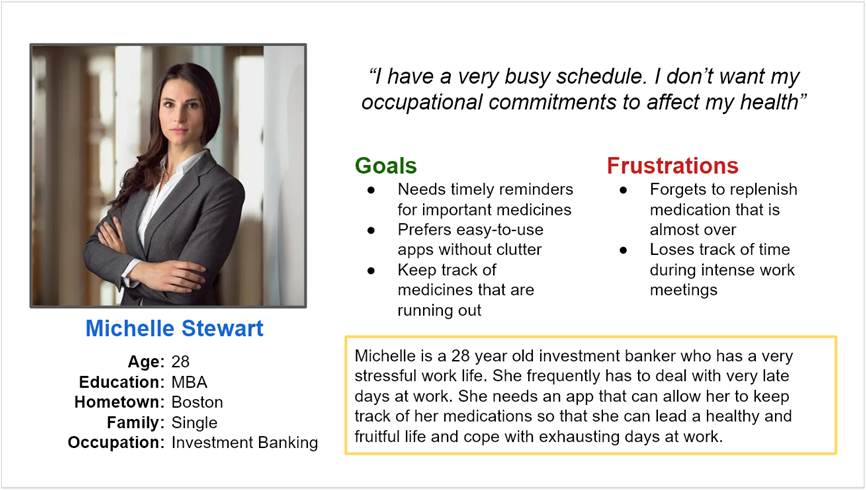 “I have a very busy schedule. I don’t want my
occupational commitments to affect my health”
Goals
● Needs timely reminders
for important medicines
● Prefers easy-to-use
apps without clutter
● Keep track of
medicines that are
running out
Frustrations
● Forgets to replenish
medication that is
almost over
● Loses track of time
during intense work
meetings
Michelle Stewart
Age: 28
Education: MBA
Hometown: Boston
Family: Single
Occupation: Investment Banking
Michelle is a 28 year old investment banker who has a very
stressful work life. She frequently has to deal with very late
days at work. She needs an app that can allow her to keep
track of her medications so that she can lead a healthy and
fruitful life and cope with exhausting days at work.